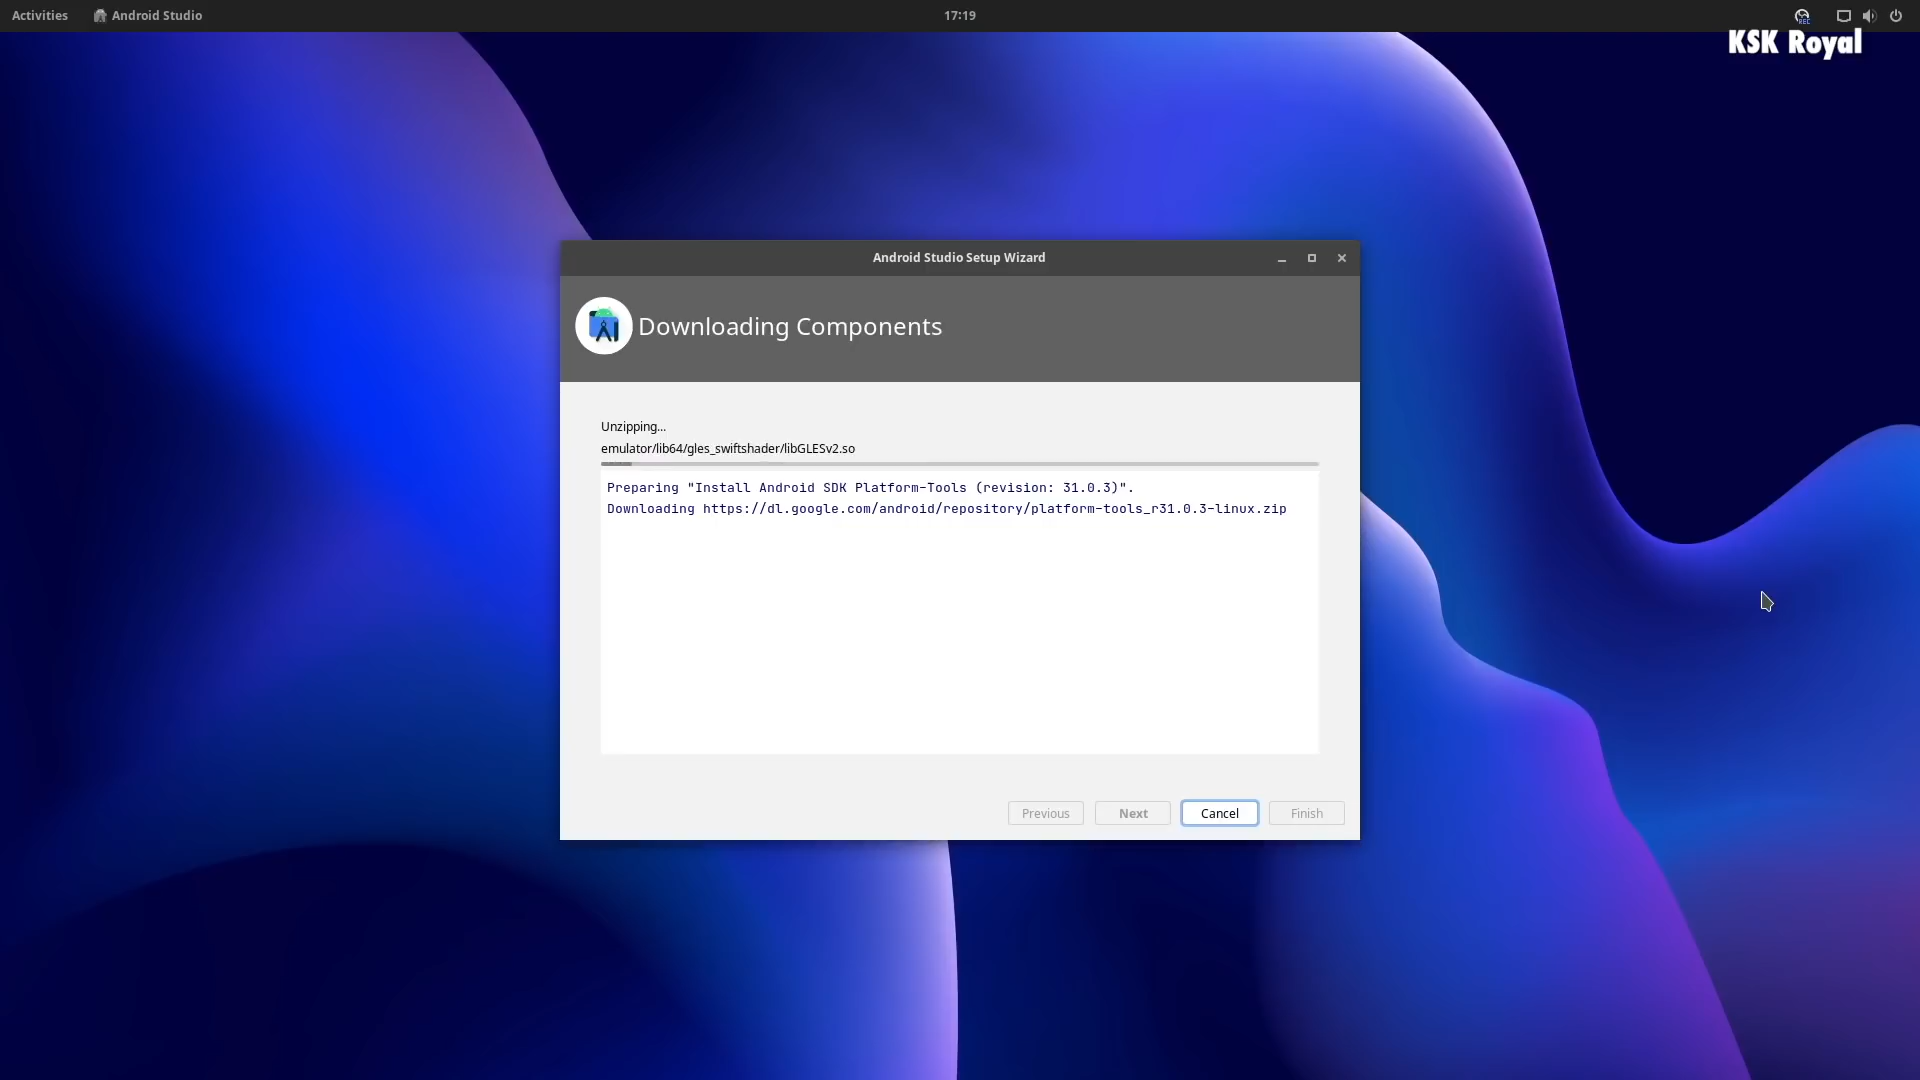 Activities
Android Studio
17:19
REC
KSK Royal
Android Studio Setup Wizard
Downloading Components
Unzipping...
emulator/lib64/gles_swiftshader/libGLESv2.so
Preparing "Install Android SDK Platform-Tools (revision: 31.0.3)".
Downloading https://dl.google.com/android/repository/platform-tools_r31.0.3-linux.zip
Previous
Next
Cancel
Finish